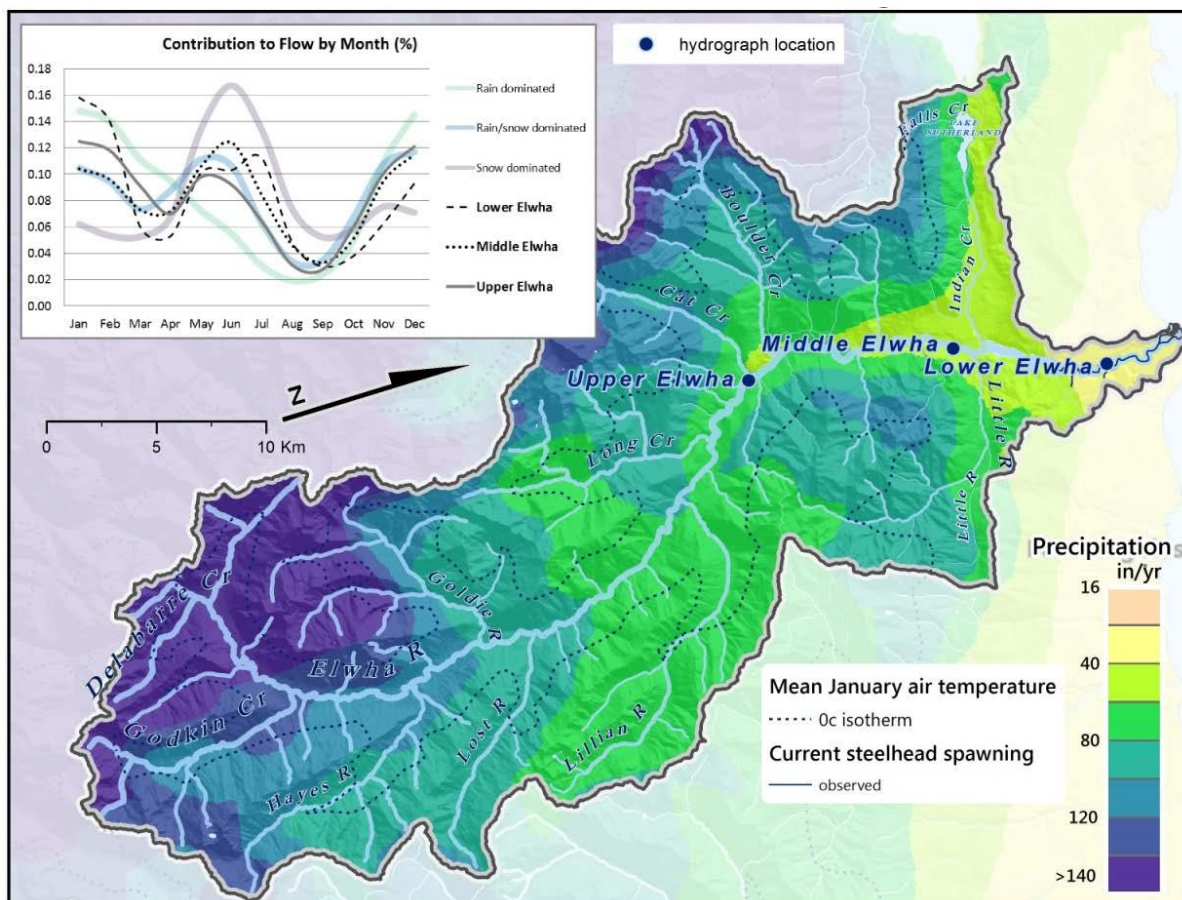 Contribution to Flow by Month (%)
0.18
0.16
0.14
0.12
0.10
0.08
0.06
0.04
0.02
0.00
Jan Feb Mar Apr May Jun Jul Aug Sep Oct Nov Dec
Rain dominated
Rain/snow dominated
Snow dominated
Lower Elwha
Middle Elwha
Upper Elwha
hydrograph location
Falls Cr
LAKE
SUTHERLAND
Boulder Cr
Indian Cr
Cat Cr
Middle Elwha
Lower Elwha
Upper Elwha
Little R
Little R
N
0 5 10 Km
Long Cr
Goldie R
Delabarre Cr
Elwha R
Godkin Cr
Hayes R
Lost R
Lillian R
Precipitation
in/yr
16
40
80
120
>140
Mean January air temperature
0c isotherm
Current steelhead spawning
observed